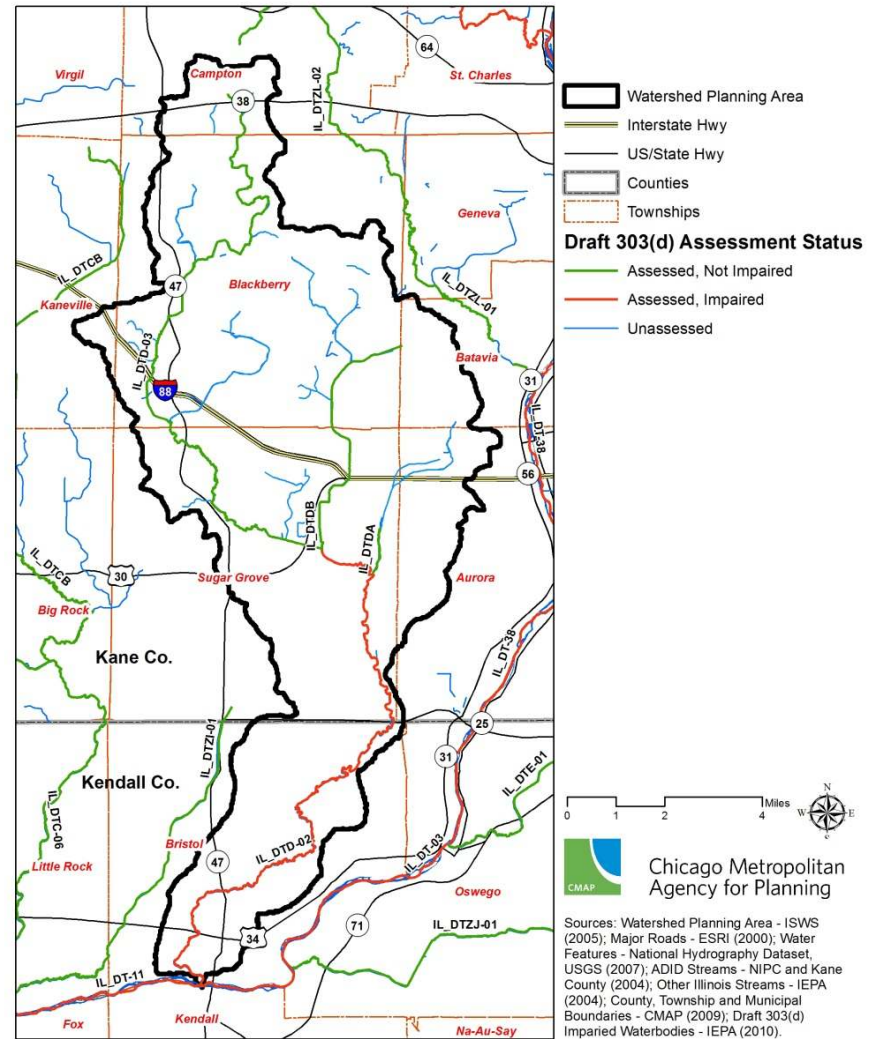 64
Virgil
Campton
St. Charles
IL_DTZL-02
38
Geneva
IL_DTCB
Kaneville
47
Blackberry
IL_DTZL-01
IL_DTD-03
88
Batavia
31
IL_DT-38
56
IL_DTDB
IL_DTDA
IL_DTCB
30
Sugar Grove
Aurora
Big Rock
Kane Co.
IL_DT-38
25
IL_DTZI-01
31
Kendall Co.
IL_DTE-01
IL_DTC-06
Bristol
IL_DTD-02
47
IL_DT-03
Little Rock
Oswego
34
71
IL_DTZJ-01
IL_DT-11
Fox
Kendall
Na-Au-Say
Watershed Planning Area
Interstate Hwy
US/State Hwy
Counties
Townships
Draft 303(d) Assessment Status
Assessed, Not Impaired
Assessed, Impaired
Unassessed
0 1 2 4 Miles
N
W E
S
CMAP
Chicago Metropolitan
Agency for Planning
Sources: Watershed Planning Area - ISWS
(2005); Major Roads - ESRI (2000); Water
Features - National Hydrography Dataset,
USGS (2007); ADID Streams - NIPC and Kane
County (2004); Other Illinois Streams - IEPA
(2004); County, Township and Municipal
Boundaries - CMAP (2009); Draft 303(d)
Imparied Waterbodies - IEPA (2010).